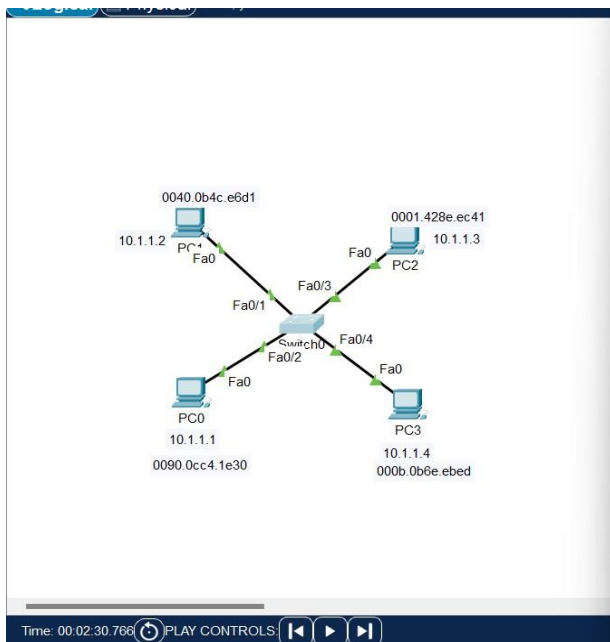 Logical Physical
0040.0b4c.e6d1
0001.428e.ec41
10.1.1.2
PC1
10.1.1.3
Fa0
Fa0
PC2
Fa0/3
Fa0/1
Switch0
Fa0/4
Fa0/2
Fa0
Fa0
PC0
PC3
10.1.1.1
10.1.1.4
0090.0cc4.1e30
000b.0b6e.ebed
Time: 00:02:30.766 PLAY CONTROLS: